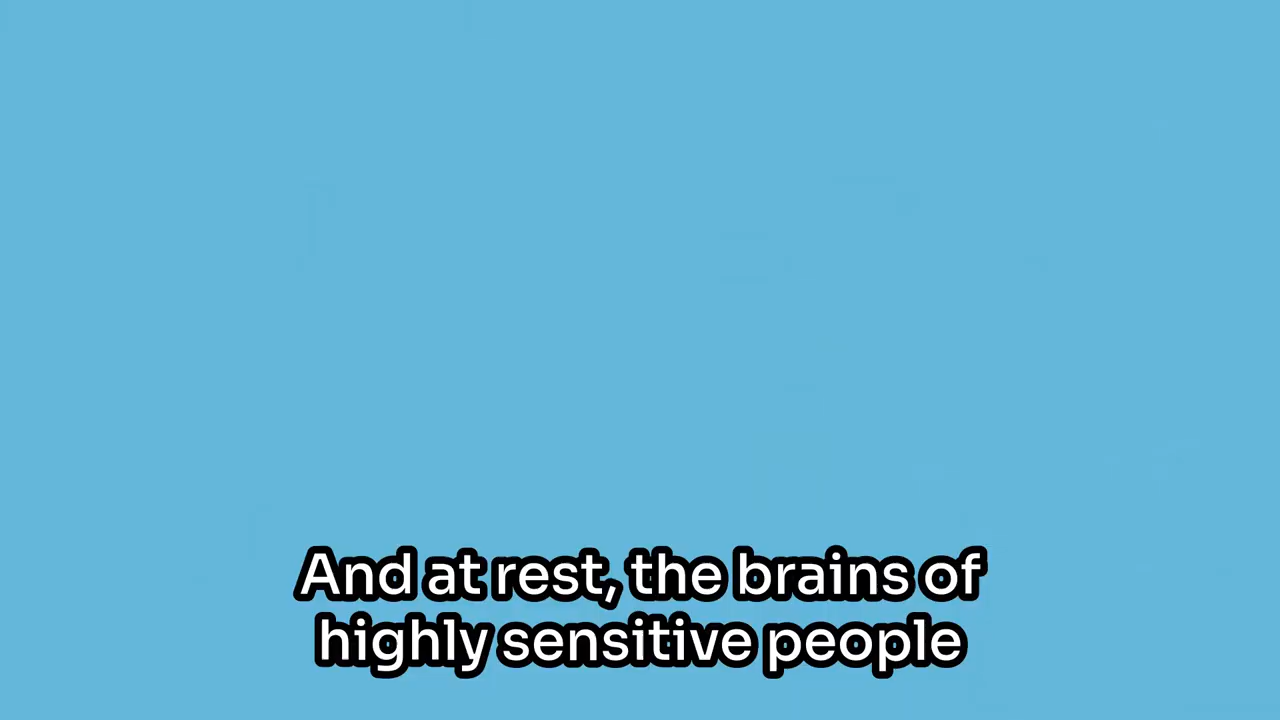 And at rest, the brains of
highly sensitive people